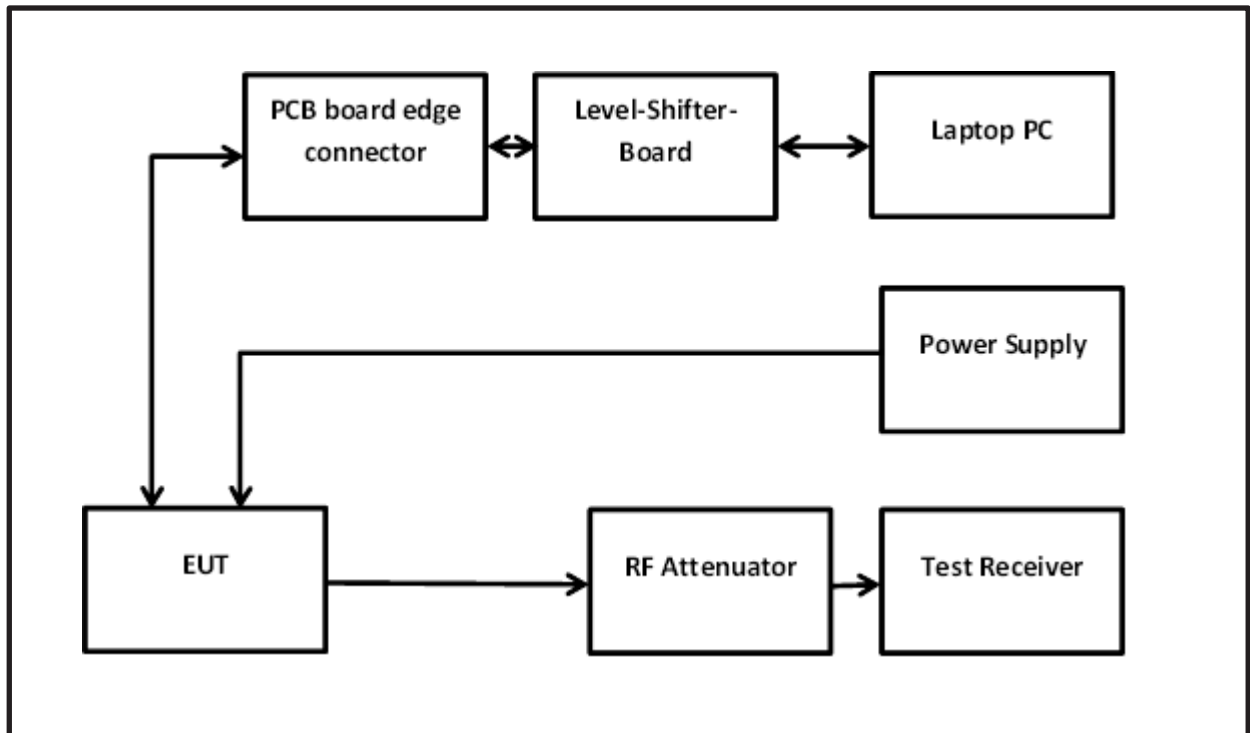 PCB board edge
connector
Level-Shifter-
Board
Laptop PC
Power Supply
EUT
RF Attenuator
Test Receiver